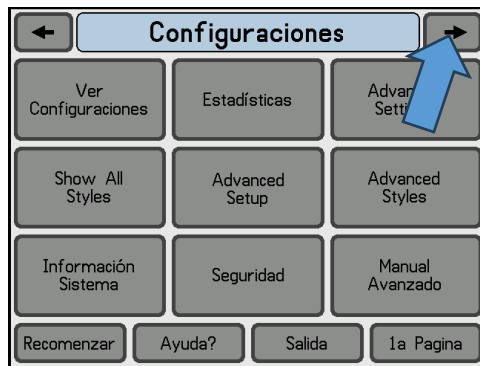 Configuraciones
Ver
Configuraciones
Estadísticas
Show All
Styles
Advanced
Setup
Advanced
Styles
Información
Sistema
Seguridad
Manual
Avanzado
Recomenzar
Ayuda?
Salida
1a Pagina